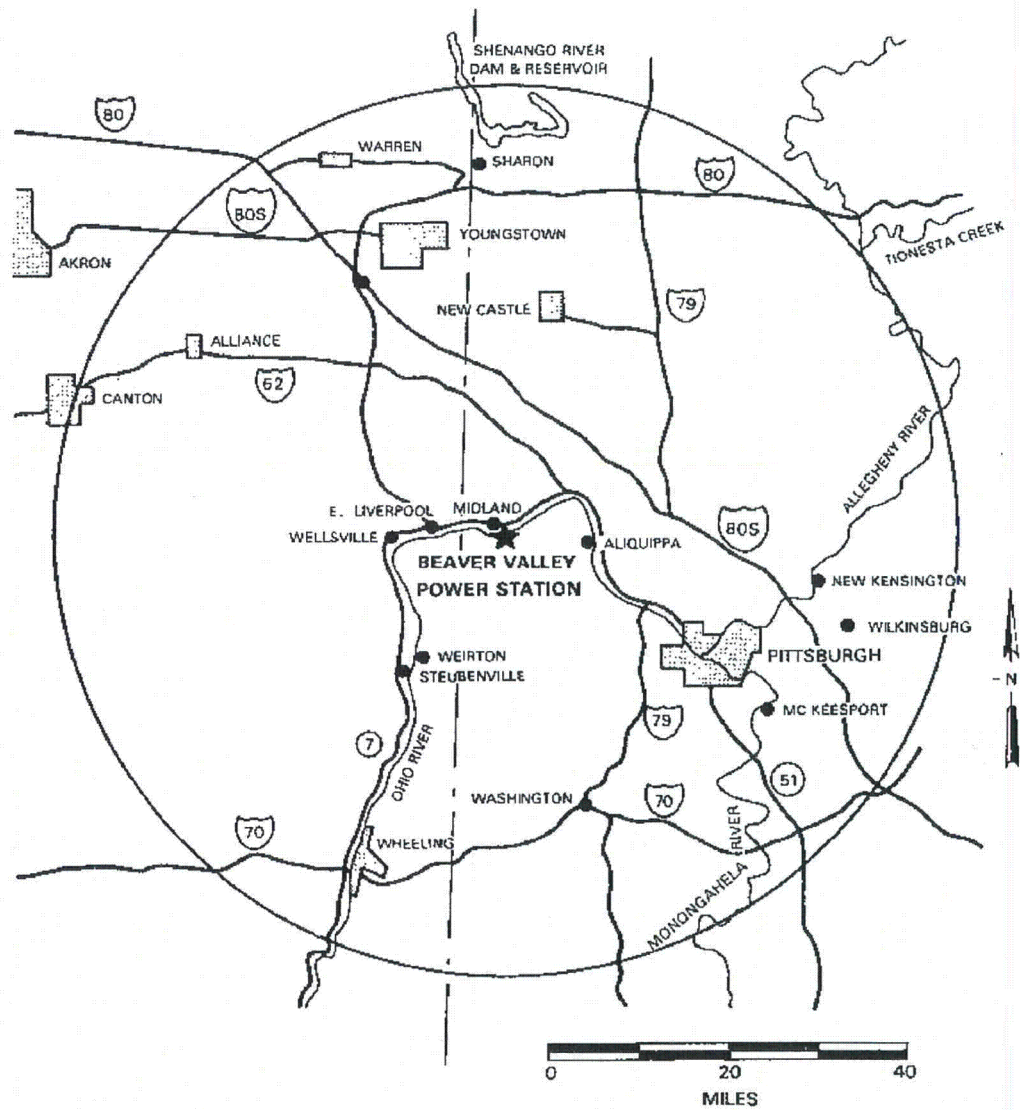 SHENANGO RIVER
DAM & RESERVOIR
80
WARREN
SHARON
80
80S
YOUNGSTOWN
AKRON
TIONESTA CREEK
NEW CASTLE
79
ALLIANCE
62
CANTON
ALLEGHENY RIVER
E. LIVERPOOL
MIDLAND
WELLSVILLE
ALIQUIPPA
80S
BEAVER VALLEY
POWER STATION
NEW KENSINGTON
WILKINSBURG
WEIRTON
PITTSBURGH
STEUBENVILLE
N
MC KEESPORT
79
7
OHIO RIVER
51
WASHINGTON
70
70
WHEELING
MONONGAHELA RIVER
0 20 40
MILES